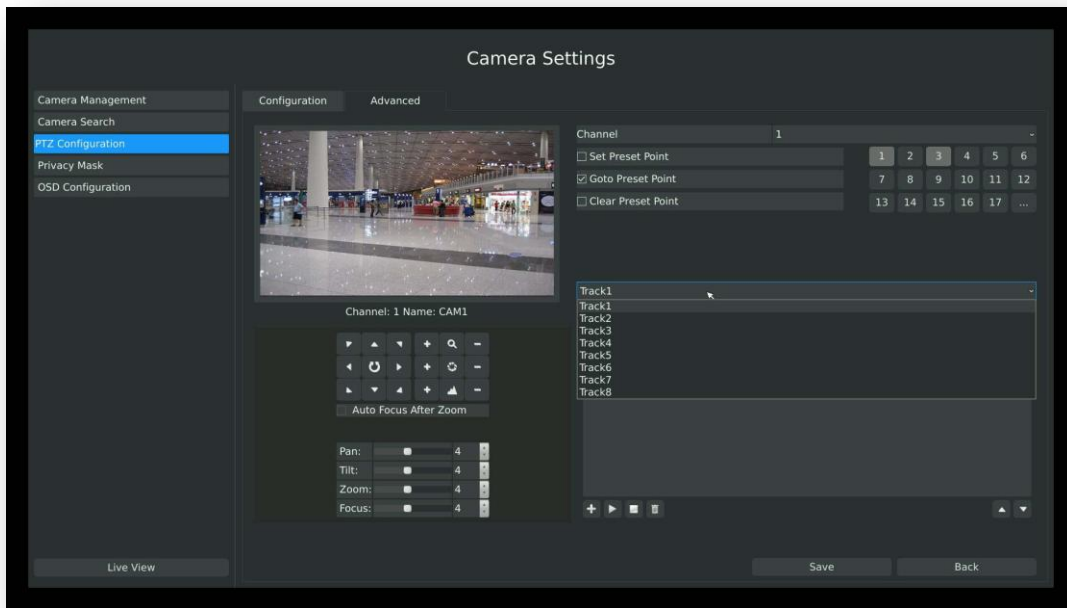 Camera Settings
Camera Management
Camera Search
PTZ Configuration
Privacy Mask
OSD Configuration
Live View
Configuration
Advanced
Channel: 1 Name: CAM1
Auto Focus After Zoom
Pan: 4
Tilt: 4
Zoom: 4
Focus: 4
Channel 1
Set Preset Point 1 2 3 4 5 6
Goto Preset Point 7 8 9 10 11 12
Clear Preset Point 13 14 15 16 17 ...
Track1
Track1
Track2
Track3
Track4
Track5
Track6
Track7
Track8
Save
Back